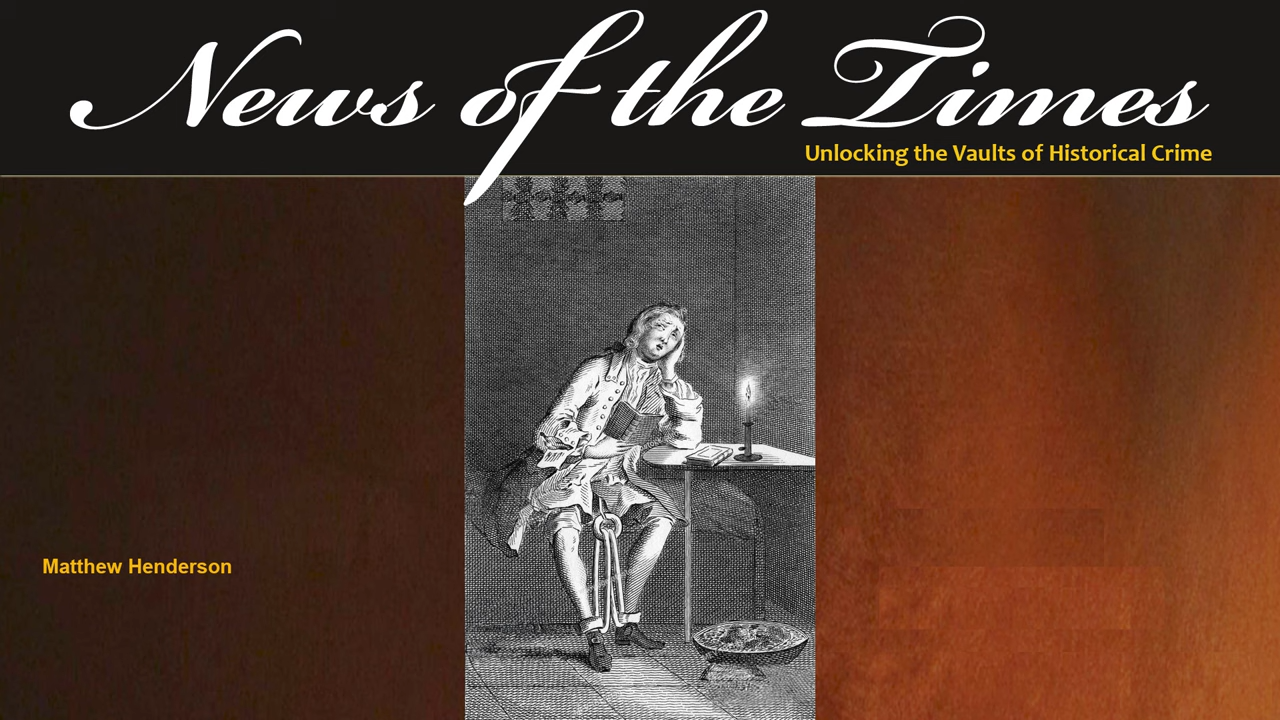 News of the Times
Unlocking the Vaults of Historical Crime
Matthew Henderson